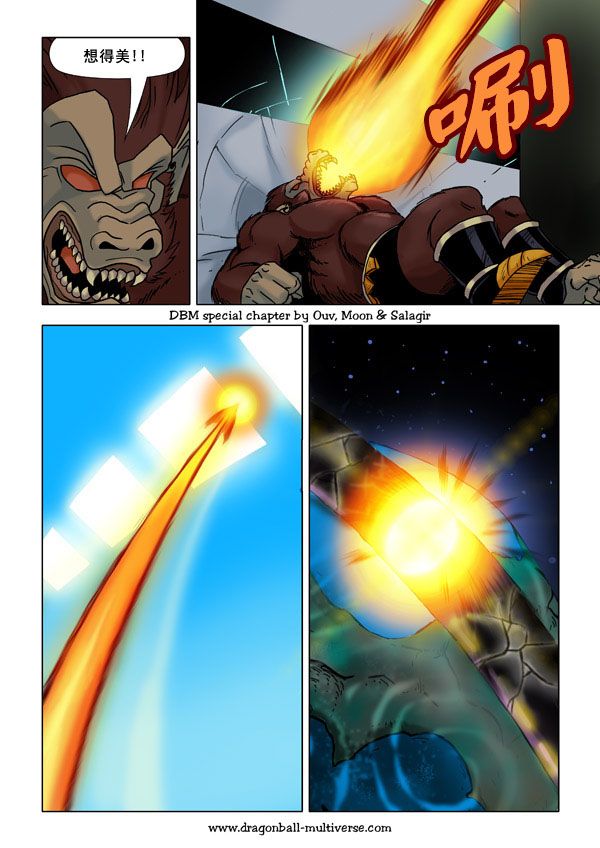 想得美!!
唰
DBM special chapter by Ouv, Moon & Salagir
www.dragonball-multiverse.com